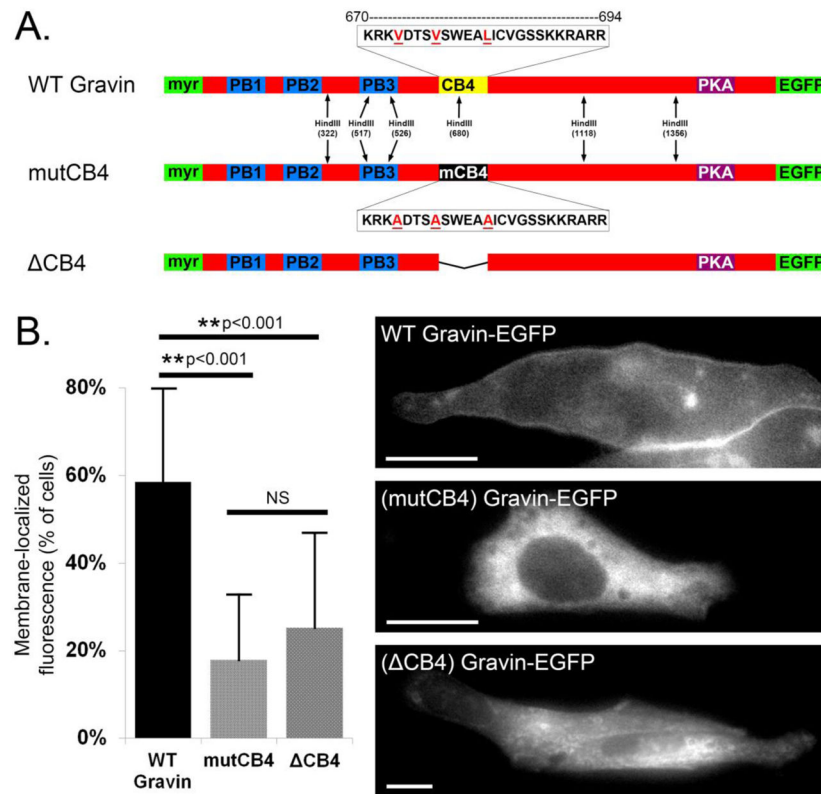 A.
670--------------------------------------------694
KRKVDTSVSWEALICVGSSKKRARR
WT Gravin
myr PB1 PB2 PB3 CB4 PKA EGFP
HindIII HindIII HindIII HindIII HindIII HindIII
(322) (517) (526) (680) (1118) (1356)
mutCB4
myr PB1 PB2 PB3 mCB4 PKA EGFP
KRKADTSASWEAAICVGSSKKRARR
ΔCB4
myr PB1 PB2 PB3 PKA EGFP
B.
**p<0.001
**p<0.001
NS
Membrane-localized
fluorescence (% of cells)
80%
60%
40%
20%
0%
WT
Gravin
mutCB4
ΔCB4
WT Gravin-EGFP
(mutCB4) Gravin-EGFP
(ΔCB4) Gravin-EGFP